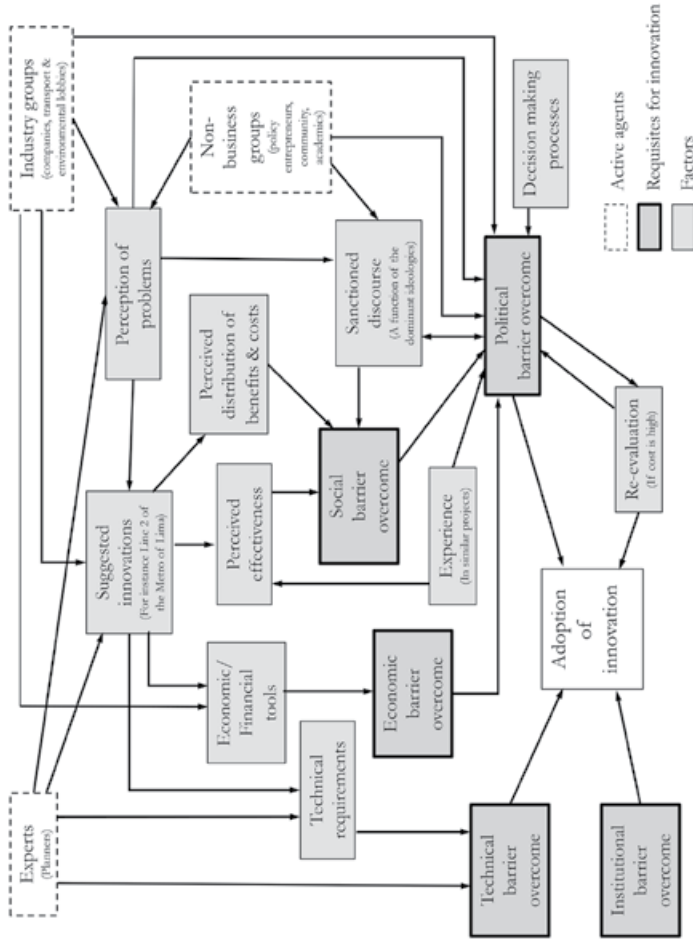 Experts
(Planners)
Industry groups
(companies, transport &
environmental lobbies)
Suggested
innovations
(For instance Line 2 of
the Metro of Lima)
Perception of
problems
Non-
business
groups
(policy
entrepreneurs,
community,
academics)
Technical
requirements
Economic/
Financial
tools
Perceived
effectiveness
Perceived
distribution of
benefits & costs
Sanctioned
discourse
(A function of the
dominant ideologies)
Technical
barrier
overcome
Economic
barrier
overcome
Social
barrier
overcome
Experience
(In similar projects)
Political
barrier overcome
Decision making
processes
Institutional
barrier
overcome
Adoption
of
innovation
Re-evaluation
(If cost is high)
Active agents
Requisites for innovation
Factors